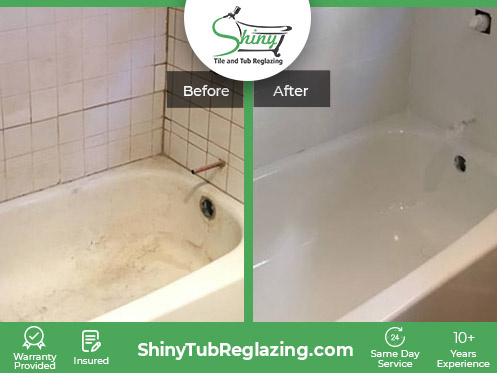 Shiny
Tile and Tub Reglazing
Before
After
Warranty
Provided
Insured
ShinyTubReglazing.com
24
Same Day
Service
10+
Years
Experience